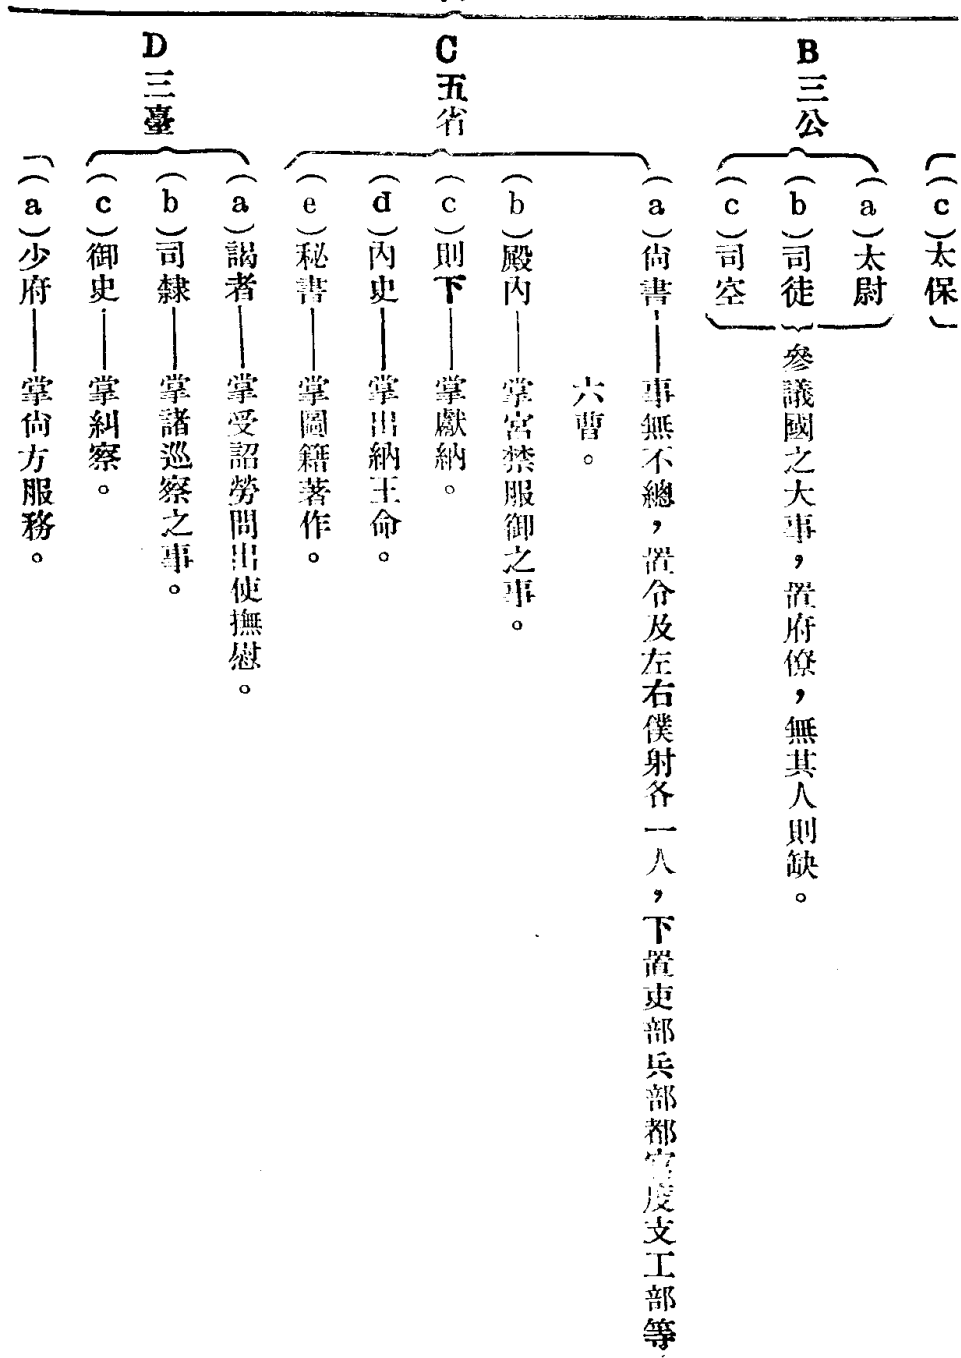 (c)太保
B三公
(a)太尉
(b)司徒
(c)司空
參議國之大事，置府僚，無其人則缺。
C五省
(a)尙書——事無不總，置令及左右僕射各一人，下置吏部兵部都官度支工部等
六曹。
(b)殿內——掌宮禁服御之事。
(c)則下——掌獻納。
(d)內史——掌出納王命。
(e)秘書——掌圖籍著作。
D三臺
(a)謁者——掌受詔勞問出使撫慰。
(b)司隸——掌諸巡察之事。
(c)御史——掌糾察。
(a)少府——掌尙方服務。